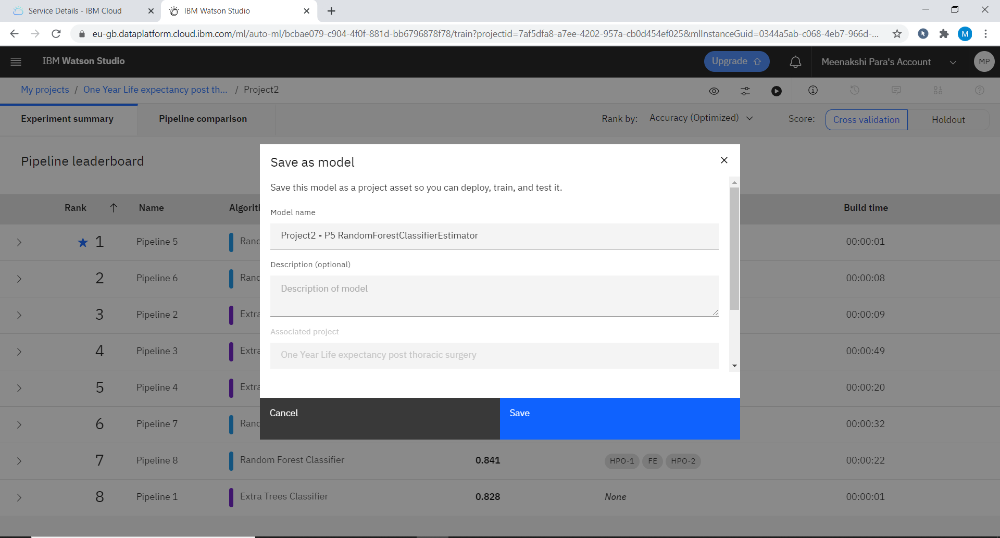 Service Details - IBM Cloud
IBM Watson Studio
eu-gb.dataplatform.cloud.ibm.com/ml/auto-ml/bcbae079-c904-4f0f-881d-bb6796878f78/train?projectid=7af5dfa8-a7ee-4202-957a-cb0d454ef025&mlInstanceGuid=0344a5ab-c068-4eb7-966d-...
M
IBM Watson Studio
Upgrade
Meenakshi Para's Account
MP
My projects / One Year Life expectancy post th... / Project2
Experiment summary
Pipeline comparison
Rank by: Accuracy (Optimized)
Score: Cross validation Holdout
Pipeline leaderboard
Save as model
Save this model as a project asset so you can deploy, train, and test it.
Model name
Project2 - P5 RandomForestClassifierEstimator
Description (optional)
Description of model
Associated project
One Year Life expectancy post thoracic surgery
Cancel
Save
Rank Name Algorith Build time
1 Pipeline 5 Rand 00:00:01
2 Pipeline 6 Rand 00:00:08
3 Pipeline 2 Extra 00:00:09
4 Pipeline 3 Extra 00:00:49
5 Pipeline 4 Extra 00:00:20
6 Pipeline 7 Rand 00:00:32
7 Pipeline 8 Random Forest Classifier 0.841 HPO-1 FE HPO-2 00:00:22
8 Pipeline 1 Extra Trees Classifier 0.828 None 00:00:01